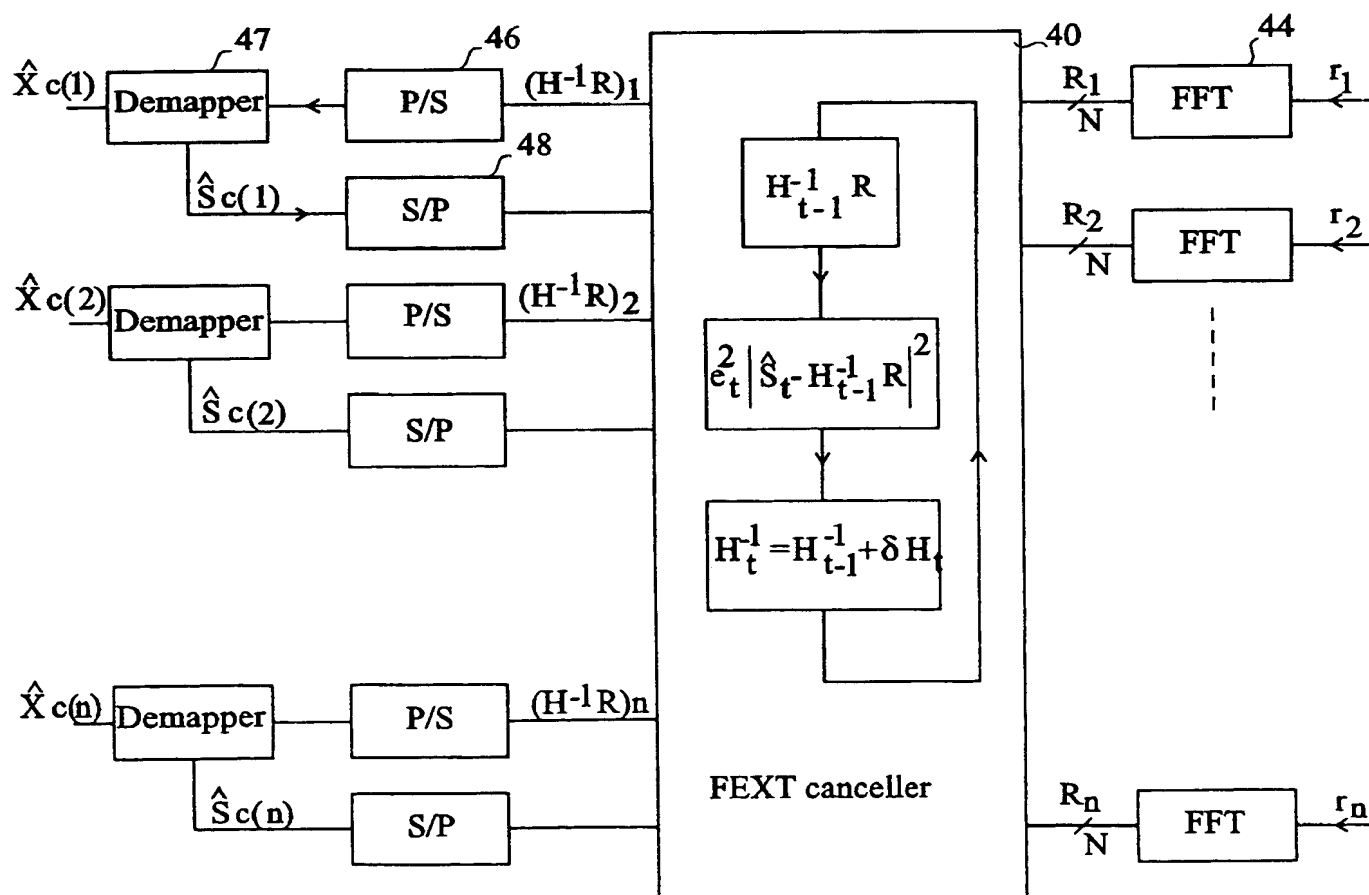 47
46
40
44
X̂ c(1)
Demapper
P/S
(H⁻¹R)₁
R₁
N
FFT
r₁
48
Ŝ c(1)
S/P
H⁻¹ₜ₋₁ R
R₂
N
FFT
r₂
X̂ c(2)
Demapper
P/S
(H⁻¹R)₂
e²ₜ |Ŝₜ- H⁻¹ₜ₋₁ R|²
Ŝ c(2)
S/P
H⁻¹ₜ =H⁻¹ₜ₋₁+ δ Hₜ
X̂ c(n)
Demapper
P/S
(H⁻¹R)n
FEXT canceller
Ŝ c(n)
S/P
Rₙ
N
FFT
rₙ